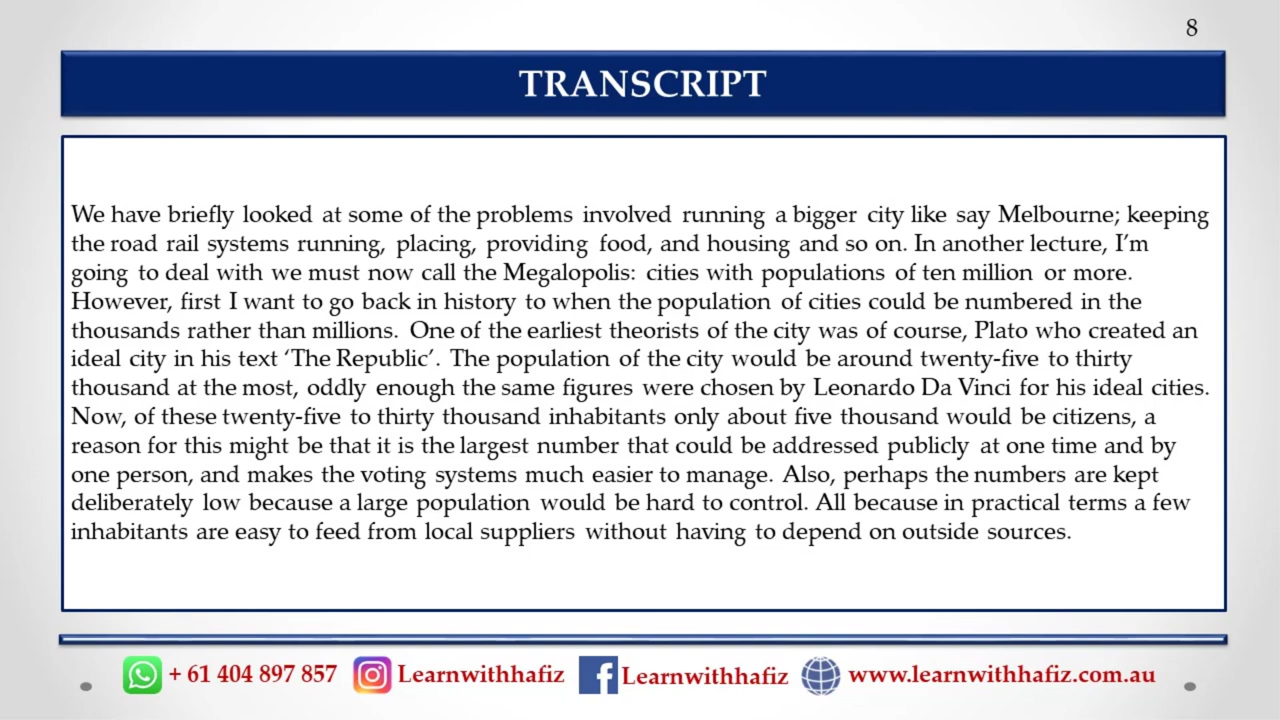 8
TRANSCRIPT
We have briefly looked at some of the problems involved running a bigger city like say Melbourne; keeping
the road rail systems running, placing, providing food, and housing and so on. In another lecture, I'm
going to deal with we must now call the Megalopolis: cities with populations of ten million or more.
However, first I want to go back in history to when the population of cities could be numbered in the
thousands rather than millions. One of the earliest theorists of the city was of course, Plato who created an
ideal city in his text ‘The Republic’. The population of the city would be around twenty-five to thirty
thousand at the most, oddly enough the same figures were chosen by Leonardo Da Vinci for his ideal cities.
Now, of these twenty-five to thirty thousand inhabitants only about five thousand would be citizens, a
reason for this might be that it is the largest number that could be addressed publicly at one time and by
one person, and makes the voting systems much easier to manage. Also, perhaps the numbers are kept
deliberately low because a large population would be hard to control. All because in practical terms a few
inhabitants are easy to feed from local suppliers without having to depend on outside sources.
+ 61 404 897 857 Learnwithhafiz Learnwithhafiz www.learnwithhafiz.com.au